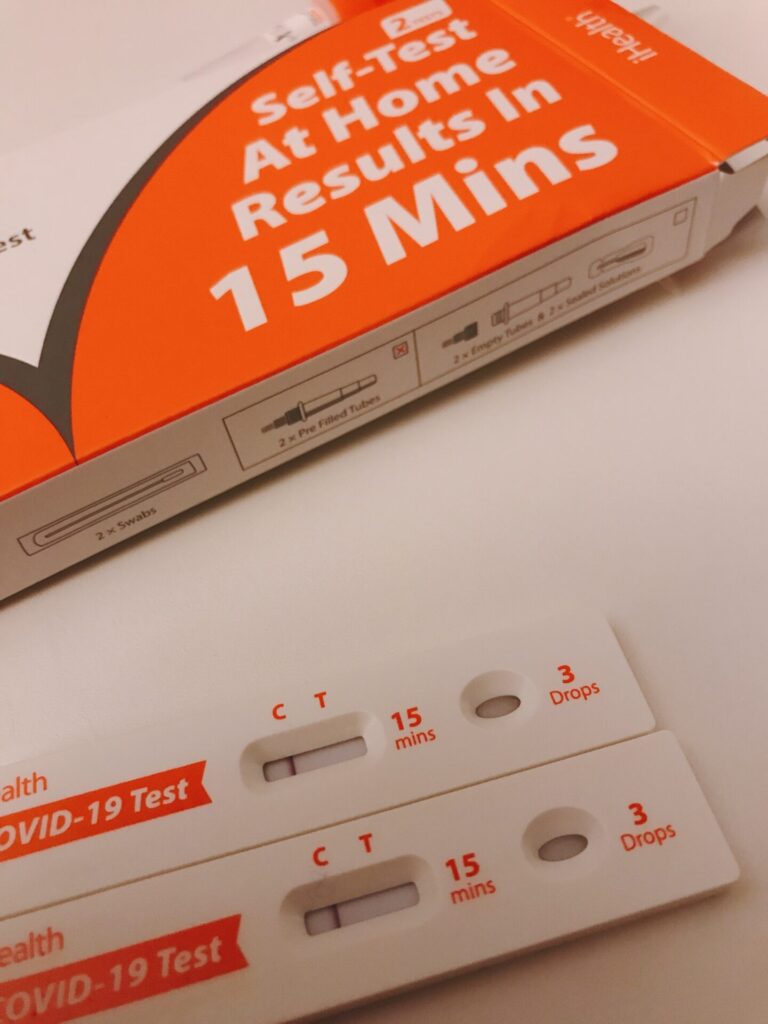 2 TESTS
iHealth
Self-Test
At Home
Results In
15 Mins
est
2 x Swabs
2 x Pre Filled Tubes
2 x Empty Tubes & 2 x Sealed Solutions
C T
15
mins
3
Drops
ealth
OVID-19 Test
C T
15
mins
3
Drops
ealth
COVID-19 Test